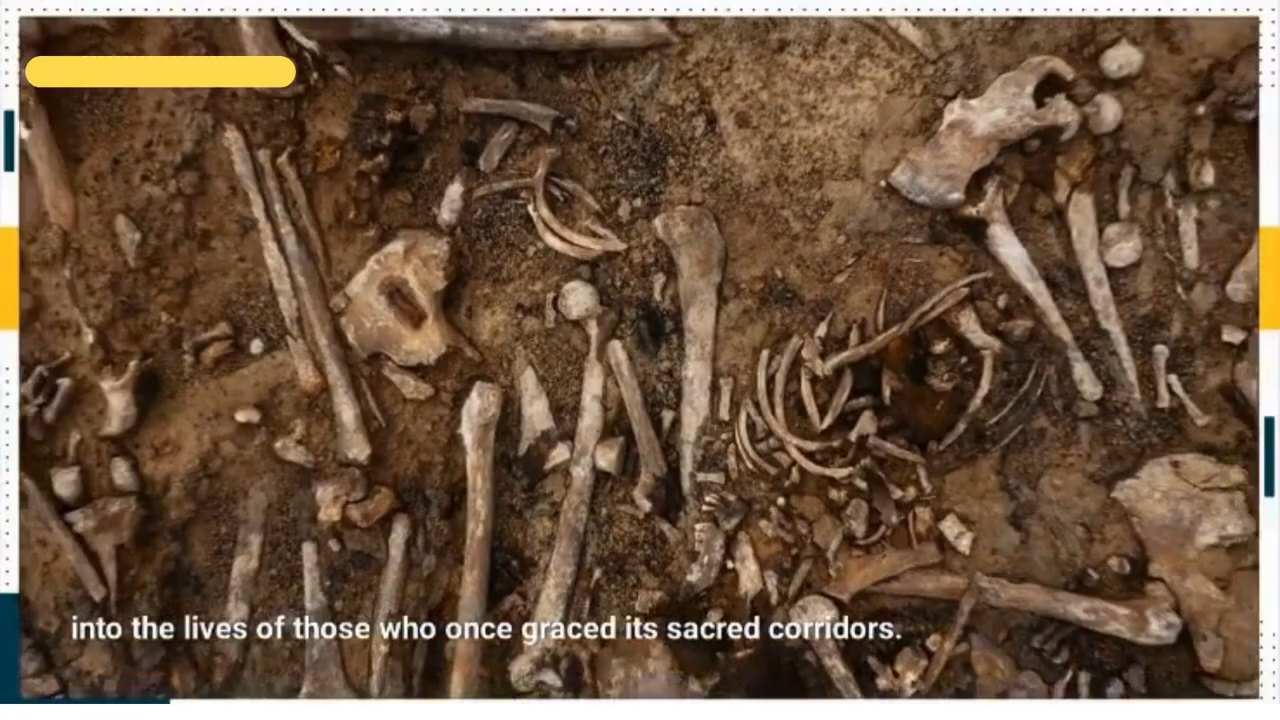 into the lives of those who once graced its sacred corridors.